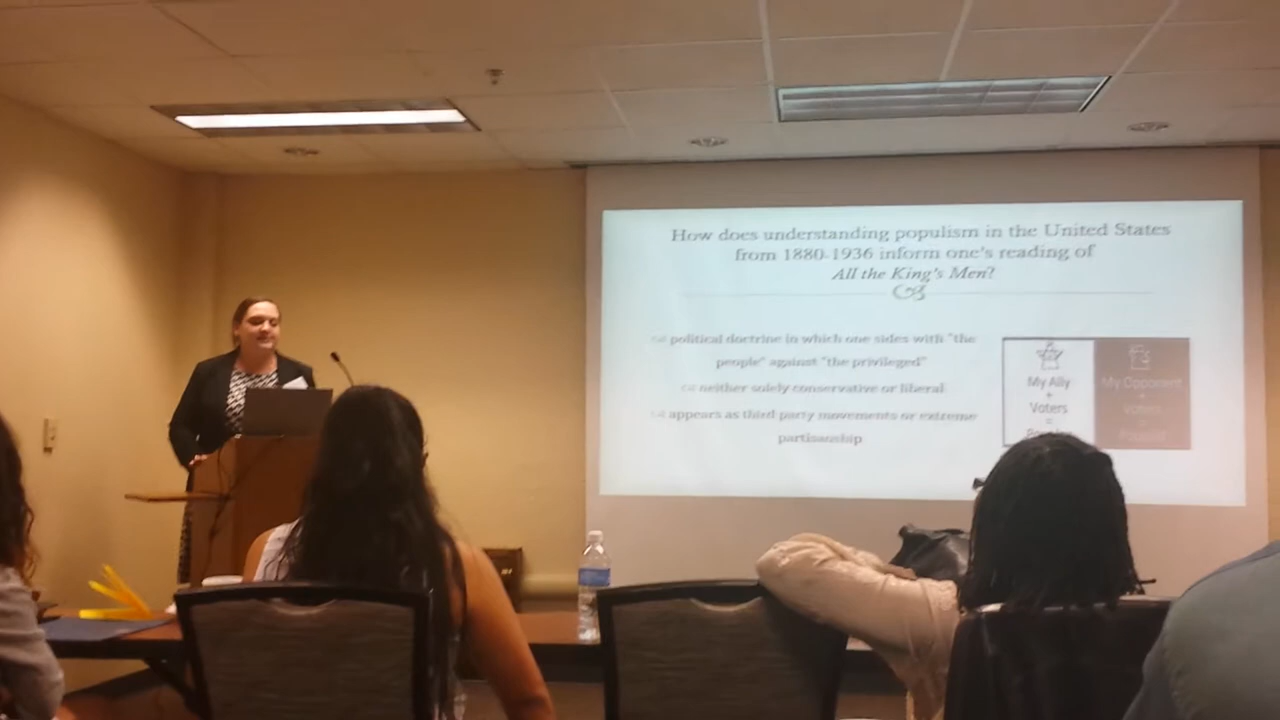 How does understanding populism in the United States
from 1880-1936 inform one's reading of
All the King's Men?
political doctrine in which one sides with "the
people" against "the privileged"
neither solely conservative or liberal
appears as third party movements or extreme
partisanship
My Ally
+
Voters
=
My Opponent
+
Voters
=